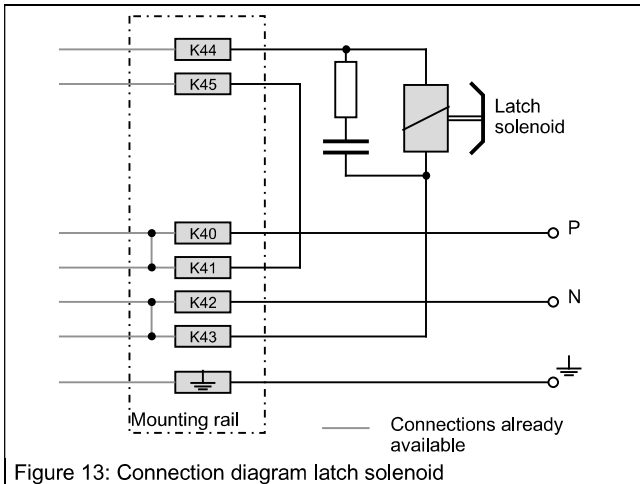 K44
K45
Latch
solenoid
K40
P
K41
K42
N
K43
Mounting rail
Connections already
available
Figure 13: Connection diagram latch solenoid